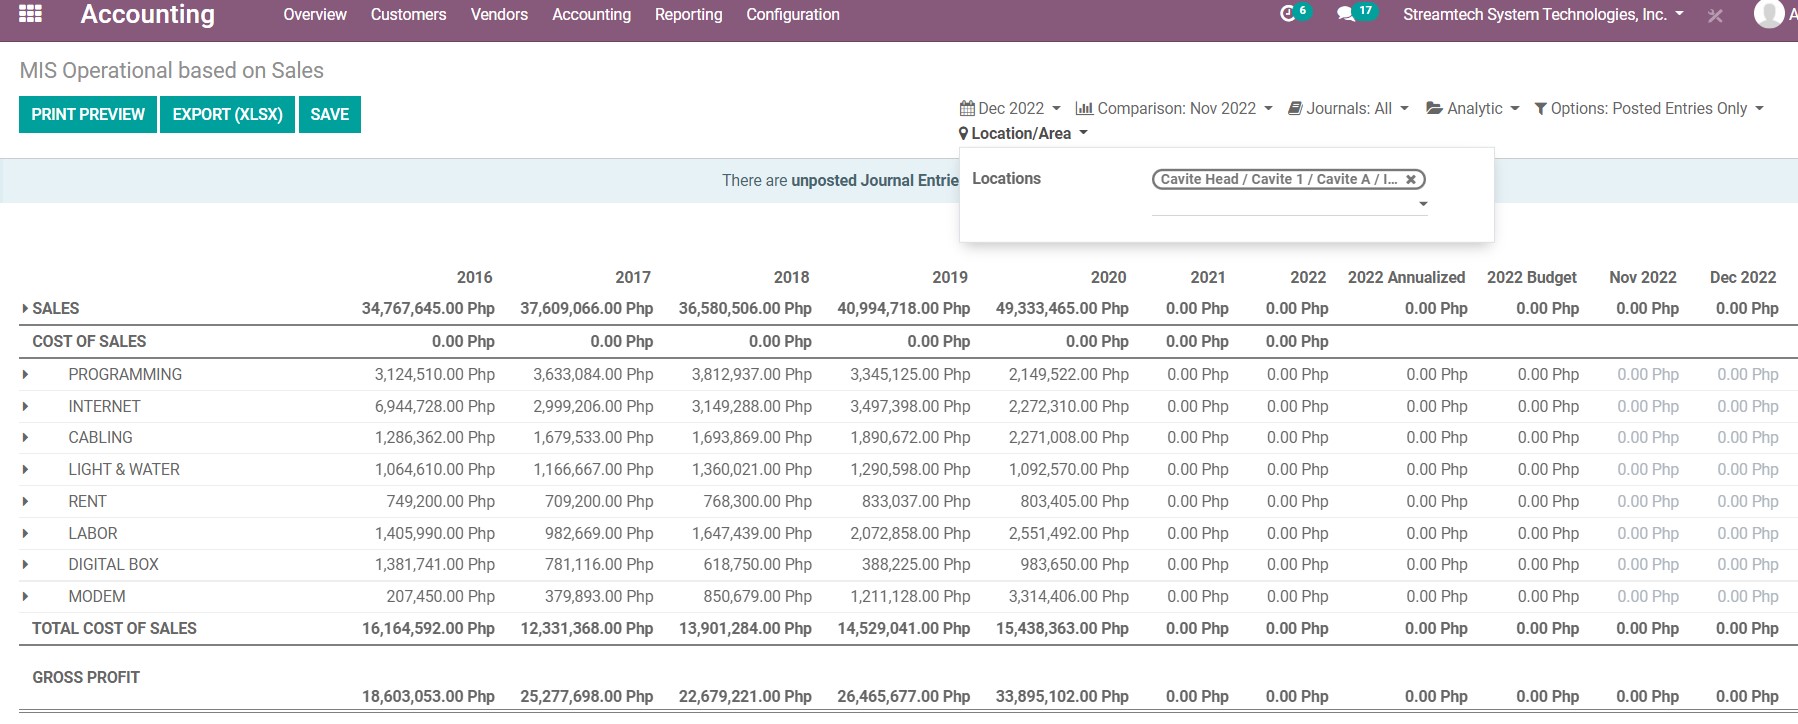 Accounting Overview Customers Vendors Accounting Reporting Configuration 6 17 Streamtech System Technologies, Inc. A
MIS Operational based on Sales
PRINT PREVIEW EXPORT (XLSX) SAVE
Dec 2022 Comparison: Nov 2022 Journals: All Analytic Options: Posted Entries Only
Location/Area
Locations Cavite Head / Cavite 1 / Cavite A / I... ×
There are unposted Journal Entrie
2016 2017 2018 2019 2020 2021 2022 2022 Annualized 2022 Budget Nov 2022 Dec 2022
SALES 34,767,645.00 Php 37,609,066.00 Php 36,580,506.00 Php 40,994,718.00 Php 49,333,465.00 Php 0.00 Php 0.00 Php 0.00 Php 0.00 Php 0.00 Php 0.00 Php
COST OF SALES 0.00 Php 0.00 Php 0.00 Php 0.00 Php 0.00 Php 0.00 Php 0.00 Php
PROGRAMMING 3,124,510.00 Php 3,633,084.00 Php 3,812,937.00 Php 3,345,125.00 Php 2,149,522.00 Php 0.00 Php 0.00 Php 0.00 Php 0.00 Php 0.00 Php 0.00 Php
INTERNET 6,944,728.00 Php 2,999,206.00 Php 3,149,288.00 Php 3,497,398.00 Php 2,272,310.00 Php 0.00 Php 0.00 Php 0.00 Php 0.00 Php 0.00 Php 0.00 Php
CABLING 1,286,362.00 Php 1,679,533.00 Php 1,693,869.00 Php 1,890,672.00 Php 2,271,008.00 Php 0.00 Php 0.00 Php 0.00 Php 0.00 Php 0.00 Php 0.00 Php
LIGHT & WATER 1,064,610.00 Php 1,166,667.00 Php 1,360,021.00 Php 1,290,598.00 Php 1,092,570.00 Php 0.00 Php 0.00 Php 0.00 Php 0.00 Php 0.00 Php 0.00 Php
RENT 749,200.00 Php 709,200.00 Php 768,300.00 Php 833,037.00 Php 803,405.00 Php 0.00 Php 0.00 Php 0.00 Php 0.00 Php 0.00 Php 0.00 Php
LABOR 1,405,990.00 Php 982,669.00 Php 1,647,439.00 Php 2,072,858.00 Php 2,551,492.00 Php 0.00 Php 0.00 Php 0.00 Php 0.00 Php 0.00 Php 0.00 Php
DIGITAL BOX 1,381,741.00 Php 781,116.00 Php 618,750.00 Php 388,225.00 Php 983,650.00 Php 0.00 Php 0.00 Php 0.00 Php 0.00 Php 0.00 Php 0.00 Php
MODEM 207,450.00 Php 379,893.00 Php 850,679.00 Php 1,211,128.00 Php 3,314,406.00 Php 0.00 Php 0.00 Php 0.00 Php 0.00 Php 0.00 Php 0.00 Php
TOTAL COST OF SALES 16,164,592.00 Php 12,331,368.00 Php 13,901,284.00 Php 14,529,041.00 Php 15,438,363.00 Php 0.00 Php 0.00 Php 0.00 Php 0.00 Php 0.00 Php 0.00 Php
GROSS PROFIT
18,603,053.00 Php 25,277,698.00 Php 22,679,221.00 Php 26,465,677.00 Php 33,895,102.00 Php 0.00 Php 0.00 Php 0.00 Php 0.00 Php 0.00 Php 0.00 Php